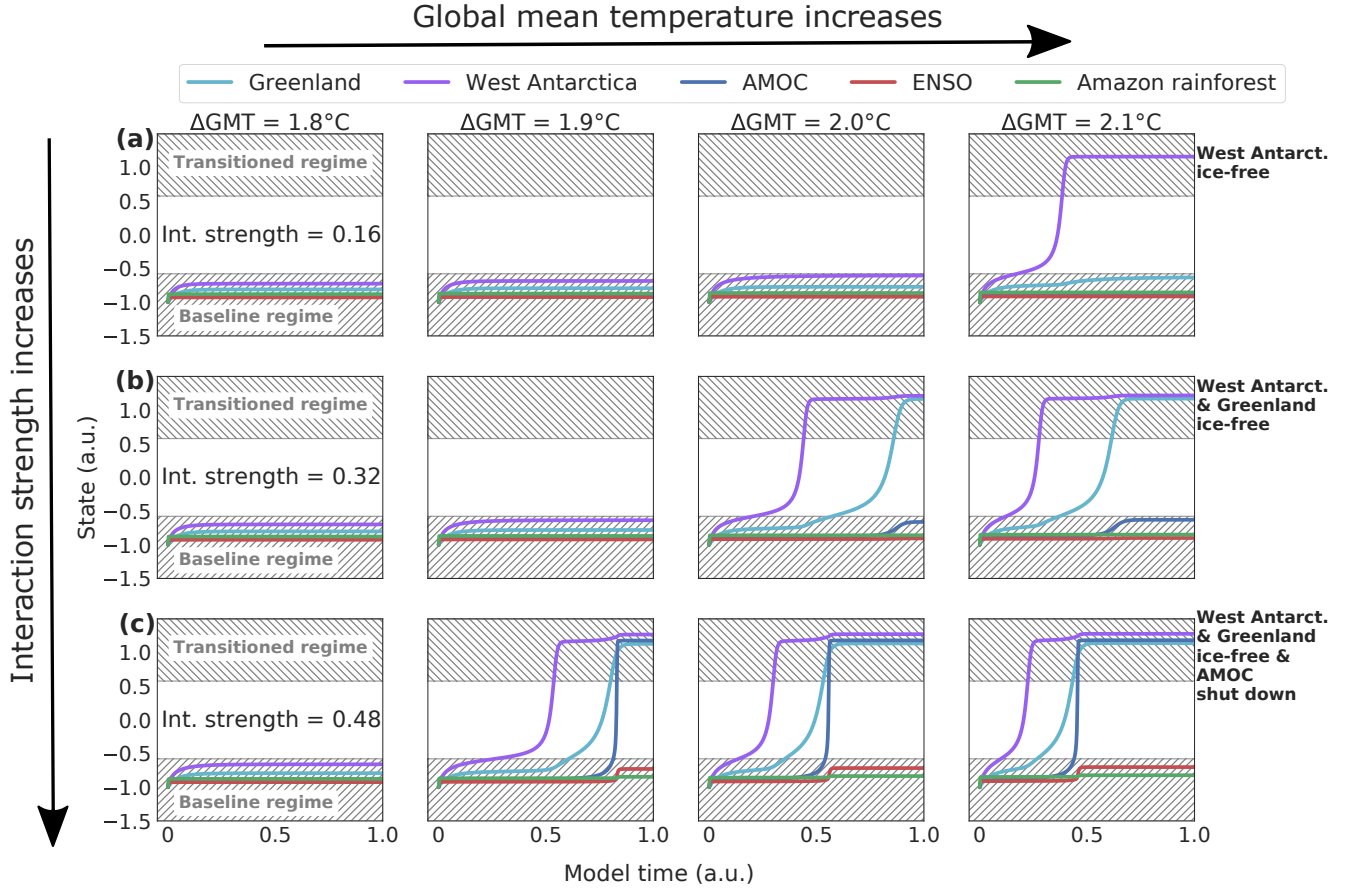 Global mean temperature increases
Greenland West Antarctica AMOC ENSO Amazon rainforest
ΔGMT = 1.8°C ΔGMT = 1.9°C ΔGMT = 2.0°C ΔGMT = 2.1°C
Interaction strength increases
State (a.u.)
(a)
1.0
0.5
0.0
−0.5
−1.0
−1.5
Transitioned regime
Int. strength = 0.16
Baseline regime
West Antarct.
ice-free
(b)
1.0
0.5
0.0
−0.5
−1.0
−1.5
Transitioned regime
Int. strength = 0.32
Baseline regime
West Antarct.
& Greenland
ice-free
(c)
1.0
0.5
0.0
−0.5
−1.0
−1.5
Transitioned regime
Int. strength = 0.48
Baseline regime
West Antarct.
& Greenland
ice-free &
AMOC
shut down
0 0.5 1.0 0 0.5 1.0 0 0.5 1.0 0 0.5 1.0
Model time (a.u.)